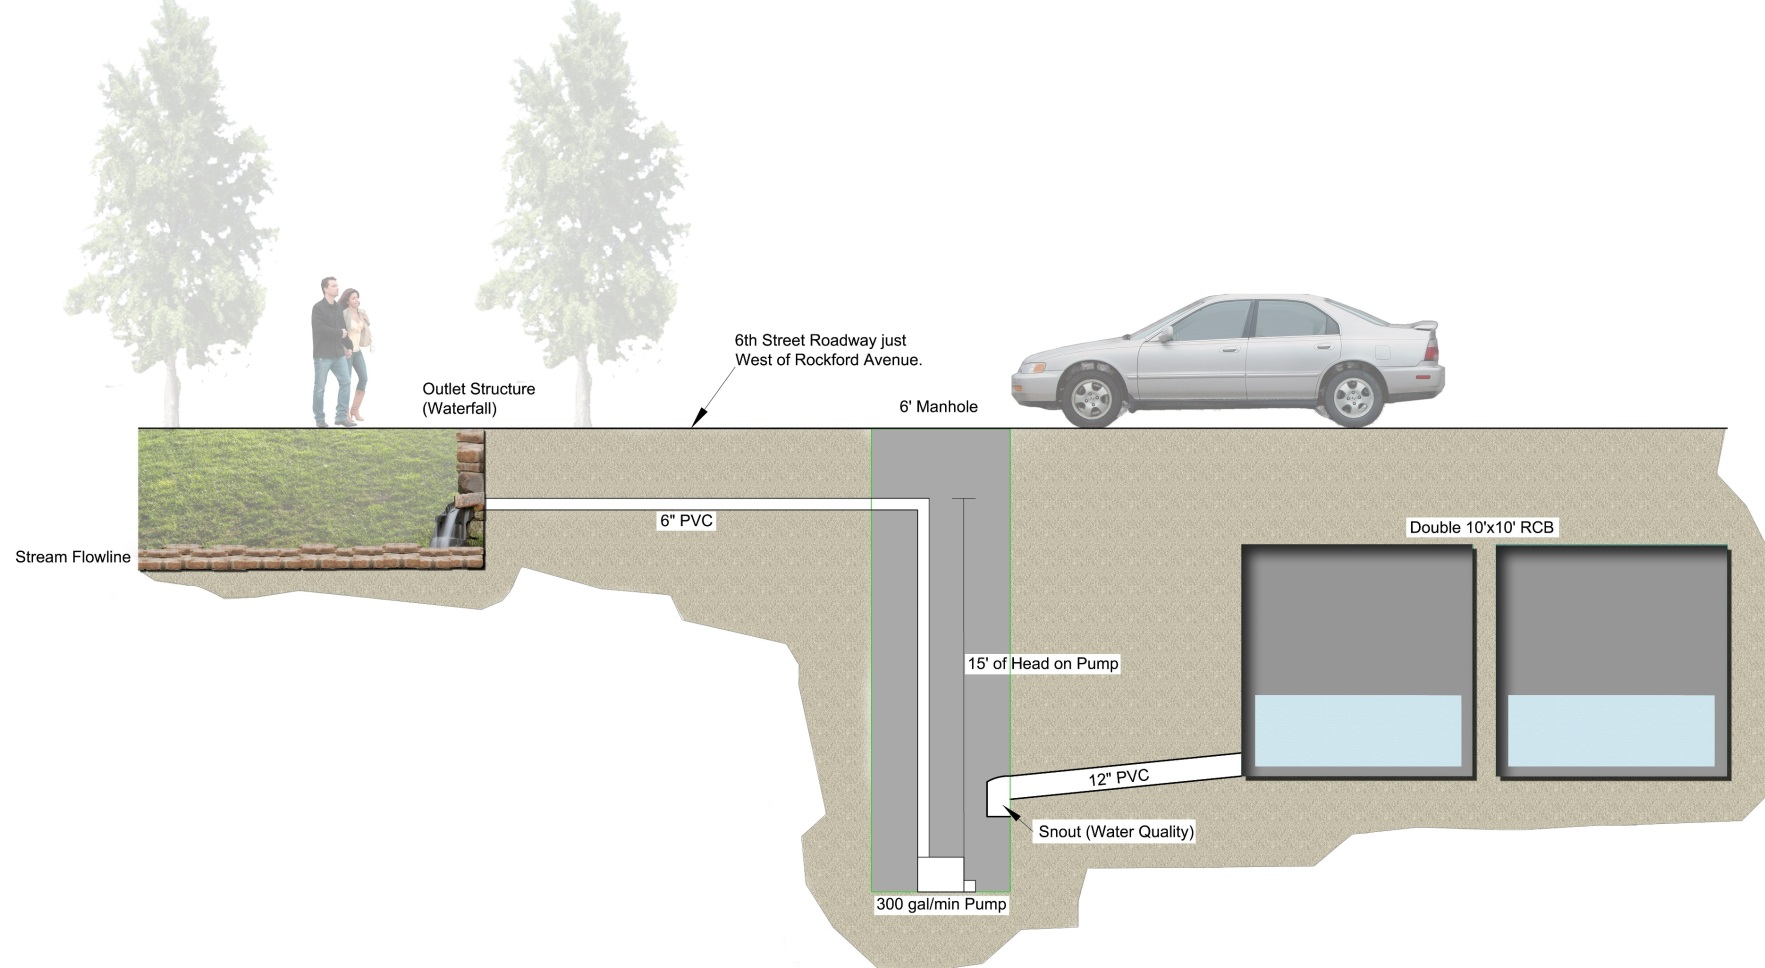 6th Street Roadway just
West of Rockford Avenue.
Outlet Structure
(Waterfall)
6' Manhole
6" PVC
Double 10'x10' RCB
Stream Flowline
15' of Head on Pump
12" PVC
Snout (Water Quality)
300 gal/min Pump